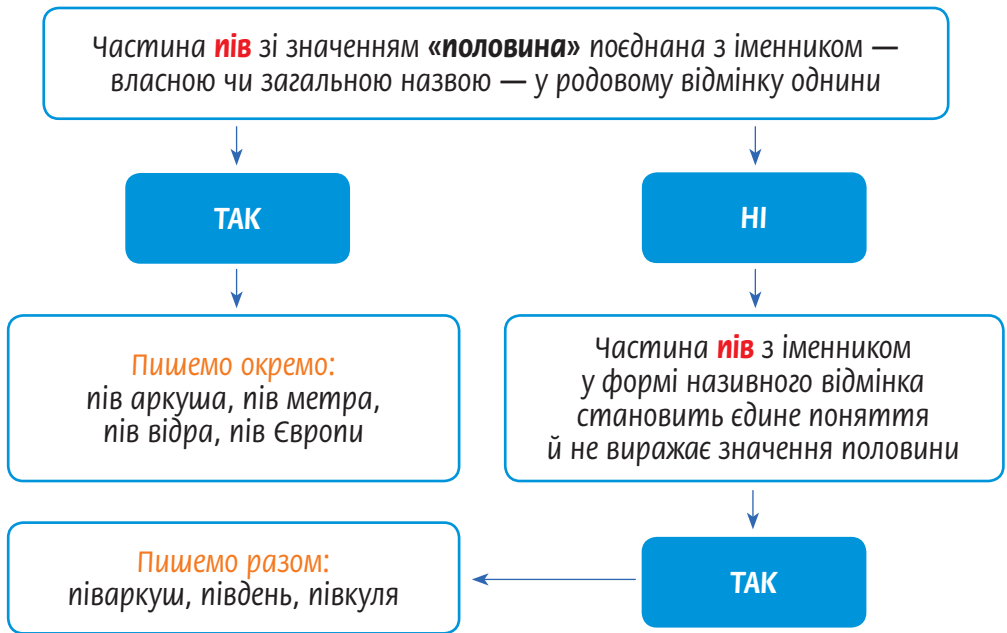 Частина пів зі значенням «половина» поєднана з іменником —
власною чи загальною назвою — у родовому відмінку однини
ТАК
НІ
Пишемо окремо:
пів аркуша, пів метра,
пів відра, пів Європи
Частина пів з іменником
у формі називного відмінка
становить єдине поняття
й не виражає значення половини
Пишемо разом:
піваркуш, південь, півкуля
ТАК